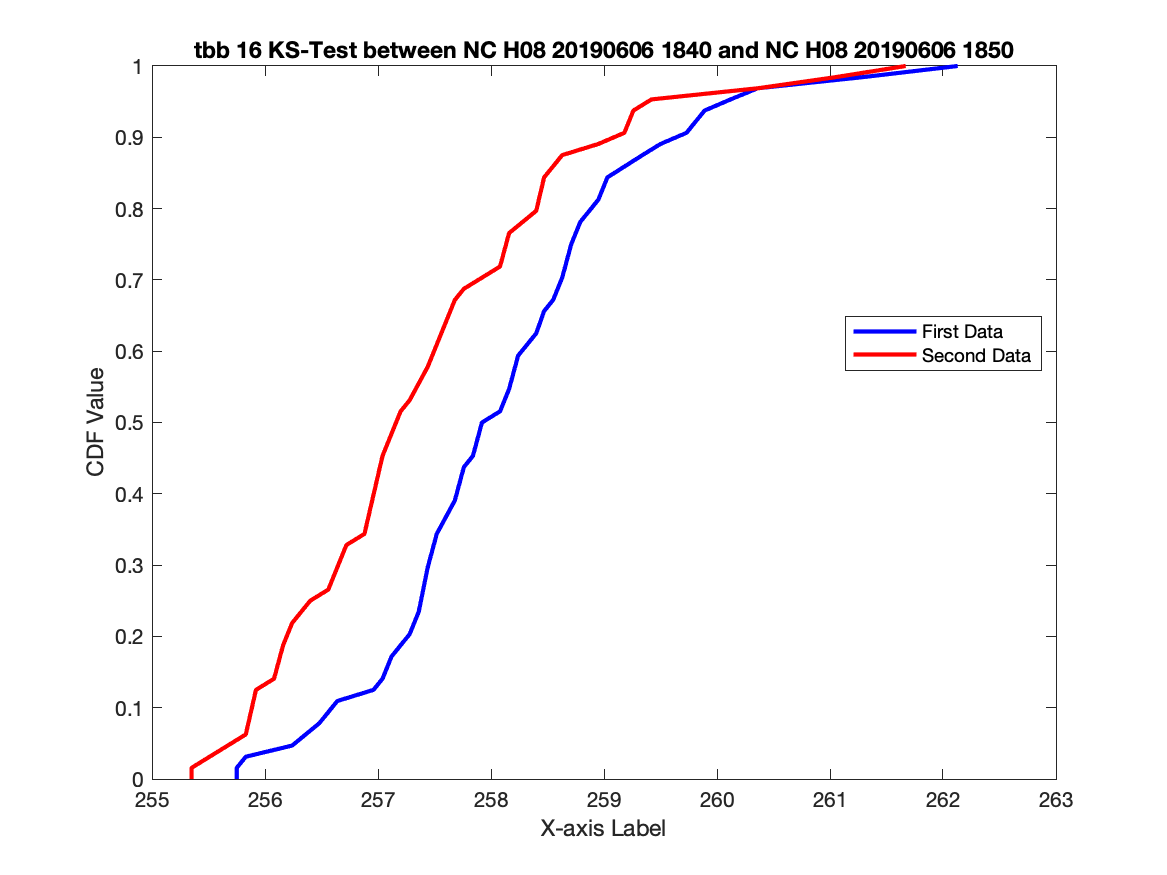 tbb 16 KS-Test between NC H08 20190606 1840 and NC H08 20190606 1850
1
0.9
0.8
0.7
0.6
0.5
0.4
0.3
0.2
0.1
0
CDF Value
First Data
Second Data
255 256 257 258 259 260 261 262 263
X-axis Label